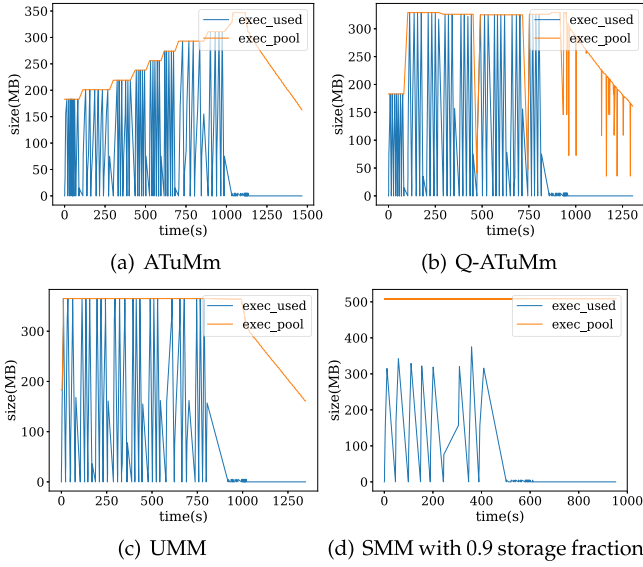 350
300
250
200
150
100
50
0
size(MB)
exec_used
exec_pool
0 250 500 750 1000 1250 1500
time(s)
(a) ATuMm
300
250
200
150
100
50
0
size(MB)
exec_used
exec_pool
0 250 500 750 1000 1250
time(s)
(b) Q-ATuMm
300
200
100
0
size(MB)
exec_used
exec_pool
0 250 500 750 1000 1250
time(s)
(c) UMM
500
400
300
200
100
0
size(MB)
exec_used
exec_pool
0 200 400 600 800 1000
time(s)
(d) SMM with 0.9 storage fraction